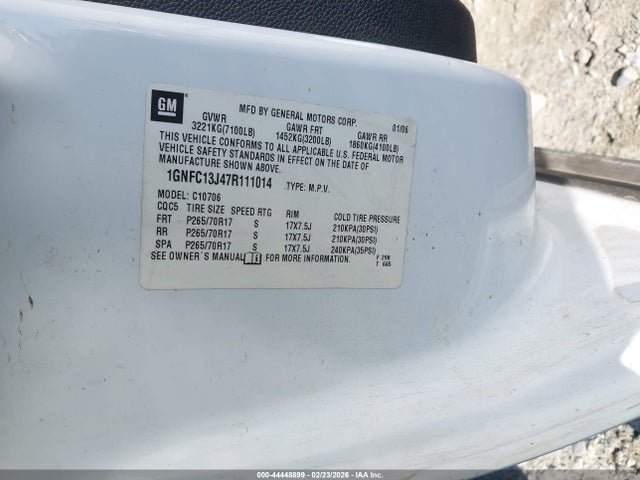 GM
MFD BY GENERAL MOTORS CORP.
01/06
GVWR GAWR FRT GAWR RR
3221KG(7100LB) 1452KG(3200LB) 1860KG(4100LB)
THIS VEHICLE CONFORMS TO ALL APPLICABLE U.S. FEDERAL MOTOR
VEHICLE SAFETY STANDARDS IN EFFECT ON THE DATE OF
MANUFACTURE SHOWN ABOVE.
1GNFC13J47R111014 TYPE: M.P.V.
MODEL: C10706
CQC5 TIRE SIZE SPEED RTG RIM COLD TIRE PRESSURE
FRT P265/70R17 S 17X7.5J 210KPA(30PSI)
RR P265/70R17 S 17X7.5J 210KPA(30PSI)
SPA P265/70R17 S 17X7.5J 240KPA(35PSI)
SEE OWNER'S MANUAL FOR MORE INFORMATION.
T 665
000-44448899 - 02/23/2026 - COPYRIGHT IAA, LLC